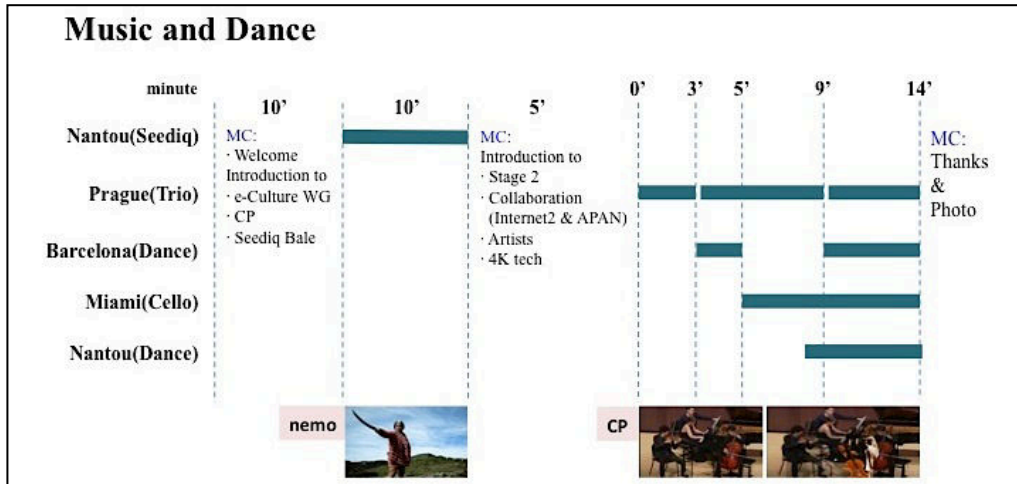 Music and Dance
minute
0’ 3’ 5’ 9’ 14’
10’ 10’ 5’
Nantou(Seediq)
MC:
· Welcome
Introduction to
· e-Culture WG
· CP
· Seediq Bale
MC:
Introduction to
· Stage 2
· Collaboration
(Internet2 & APAN)
· Artists
· 4K tech
MC:
Thanks
&
Photo
Prague(Trio)
Barcelona(Dance)
Miami(Cello)
Nantou(Dance)
nemo
CP